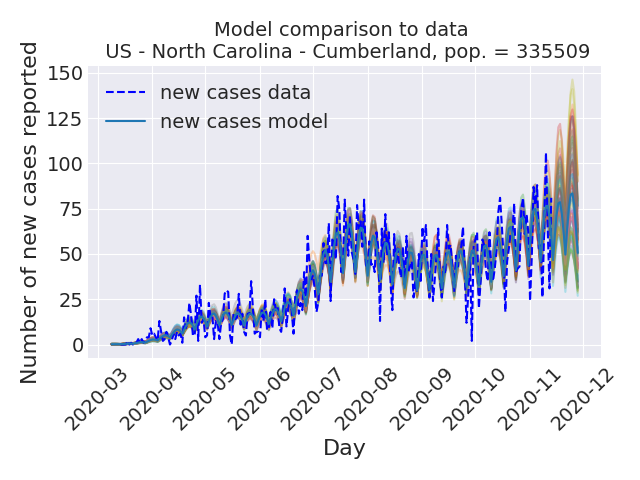 Model comparison to data
US - North Carolina - Cumberland, pop. = 335509
Number of new cases reported
150
125
100
75
50
25
0
new cases data
new cases model
2020-03
2020-04
2020-05
2020-06
2020-07
2020-08
2020-09
2020-10
2020-11
2020-12
Day